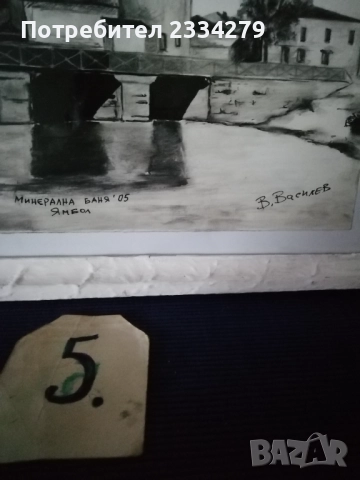 Потребител 2334279
Минерална баня '05
Ямбол
В. Василев
5.
BAZAR